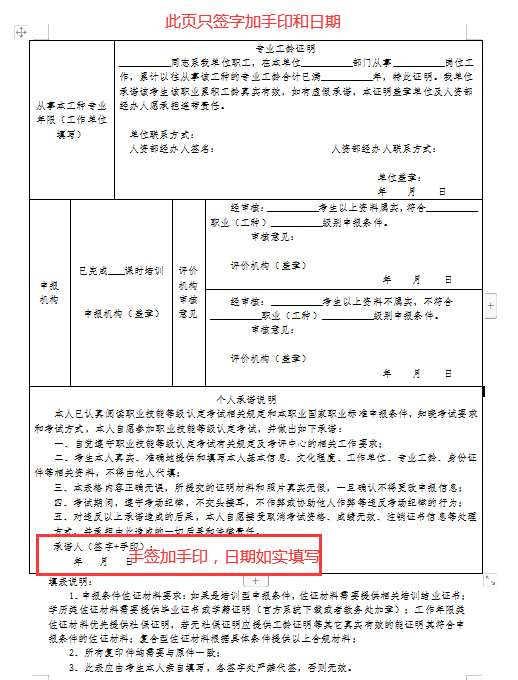 此页只签字加手印和日期
专业工龄证明
从事本工种专业
年限（工作单位
填写）
________同志系我单位职工，在本单位________部门从事________岗位工
作，累计以往从事该工种的专业工龄合计已满________年，特此证明。我单位
承诺该考生该职业累积工龄真实有效，如有虚假承诺，本证明盖章单位及人资部
经办人愿承担连带责任。
单位联系方式：
人资部经办人签名： 人资部经办人联系方式：
单位盖章：
年 月 日
申报
机构
已完成___课时培训
申报机构（盖章）
评价
机构
审核
意见
经审核：________考生以上资料属实，符合________
职业（工种）________级别申报条件。
审核意见：
评价机构（盖章）
年 月 日
经审核：________考生以上资料不属实，不符合
________职业（工种）________级别申报条件。
审核意见：
评价机构（盖章）
年 月 日
个人承诺说明
本人已认真阅读职业技能等级认定考试相关规定和本职业国家职业标准申报条件，知晓考试要求
和考试方式，本人自愿参加职业技能等级认定考试，并做出如下承诺：
一、自觉遵守职业技能等级认定考试有关规定及考评中心的相关工作要求；
二、考生本人真实、准确地提供和填写本人基本信息、文化程度、工作单位、专业工龄、身份证
件等相关资料，不得由他人代填；
三、本表格内容正确无误，所提交的证明材料和照片真实无假，一旦确认不得更改申报信息；
四、考试期间，遵守考场纪律，不交头接耳，不作弊或协助他人作弊等违反考场纪律的行为；
三、对违反以上承诺造成的后果，本人自愿接受取消考试资格、成绩无效、注销证书信息等处理
方式，并承担由此造成的一切后果和法律责任。
承诺人（签字+手印）：
手签加手印，日期如实填写
年 月 日
填表说明：
1.申报条件佐证材料要求：如果是培训型申报条件，佐证材料需要提供相关培训结业证书；
学历类佐证材料需要提供毕业证书或学籍证明（官方系统下载或者教务处加章）；工作年限类
佐证材料优先提供社保证明，若无社保证明应提供工龄证明等其它真实有效的能证明其符合申
报条件的佐证材料；复合型佐证材料根据具体条件提供以上合规材料；
2、所有复印件均需要与原件一致；
3、此表应由考生本人亲自填写，各签字处严禁代签，否则无效。